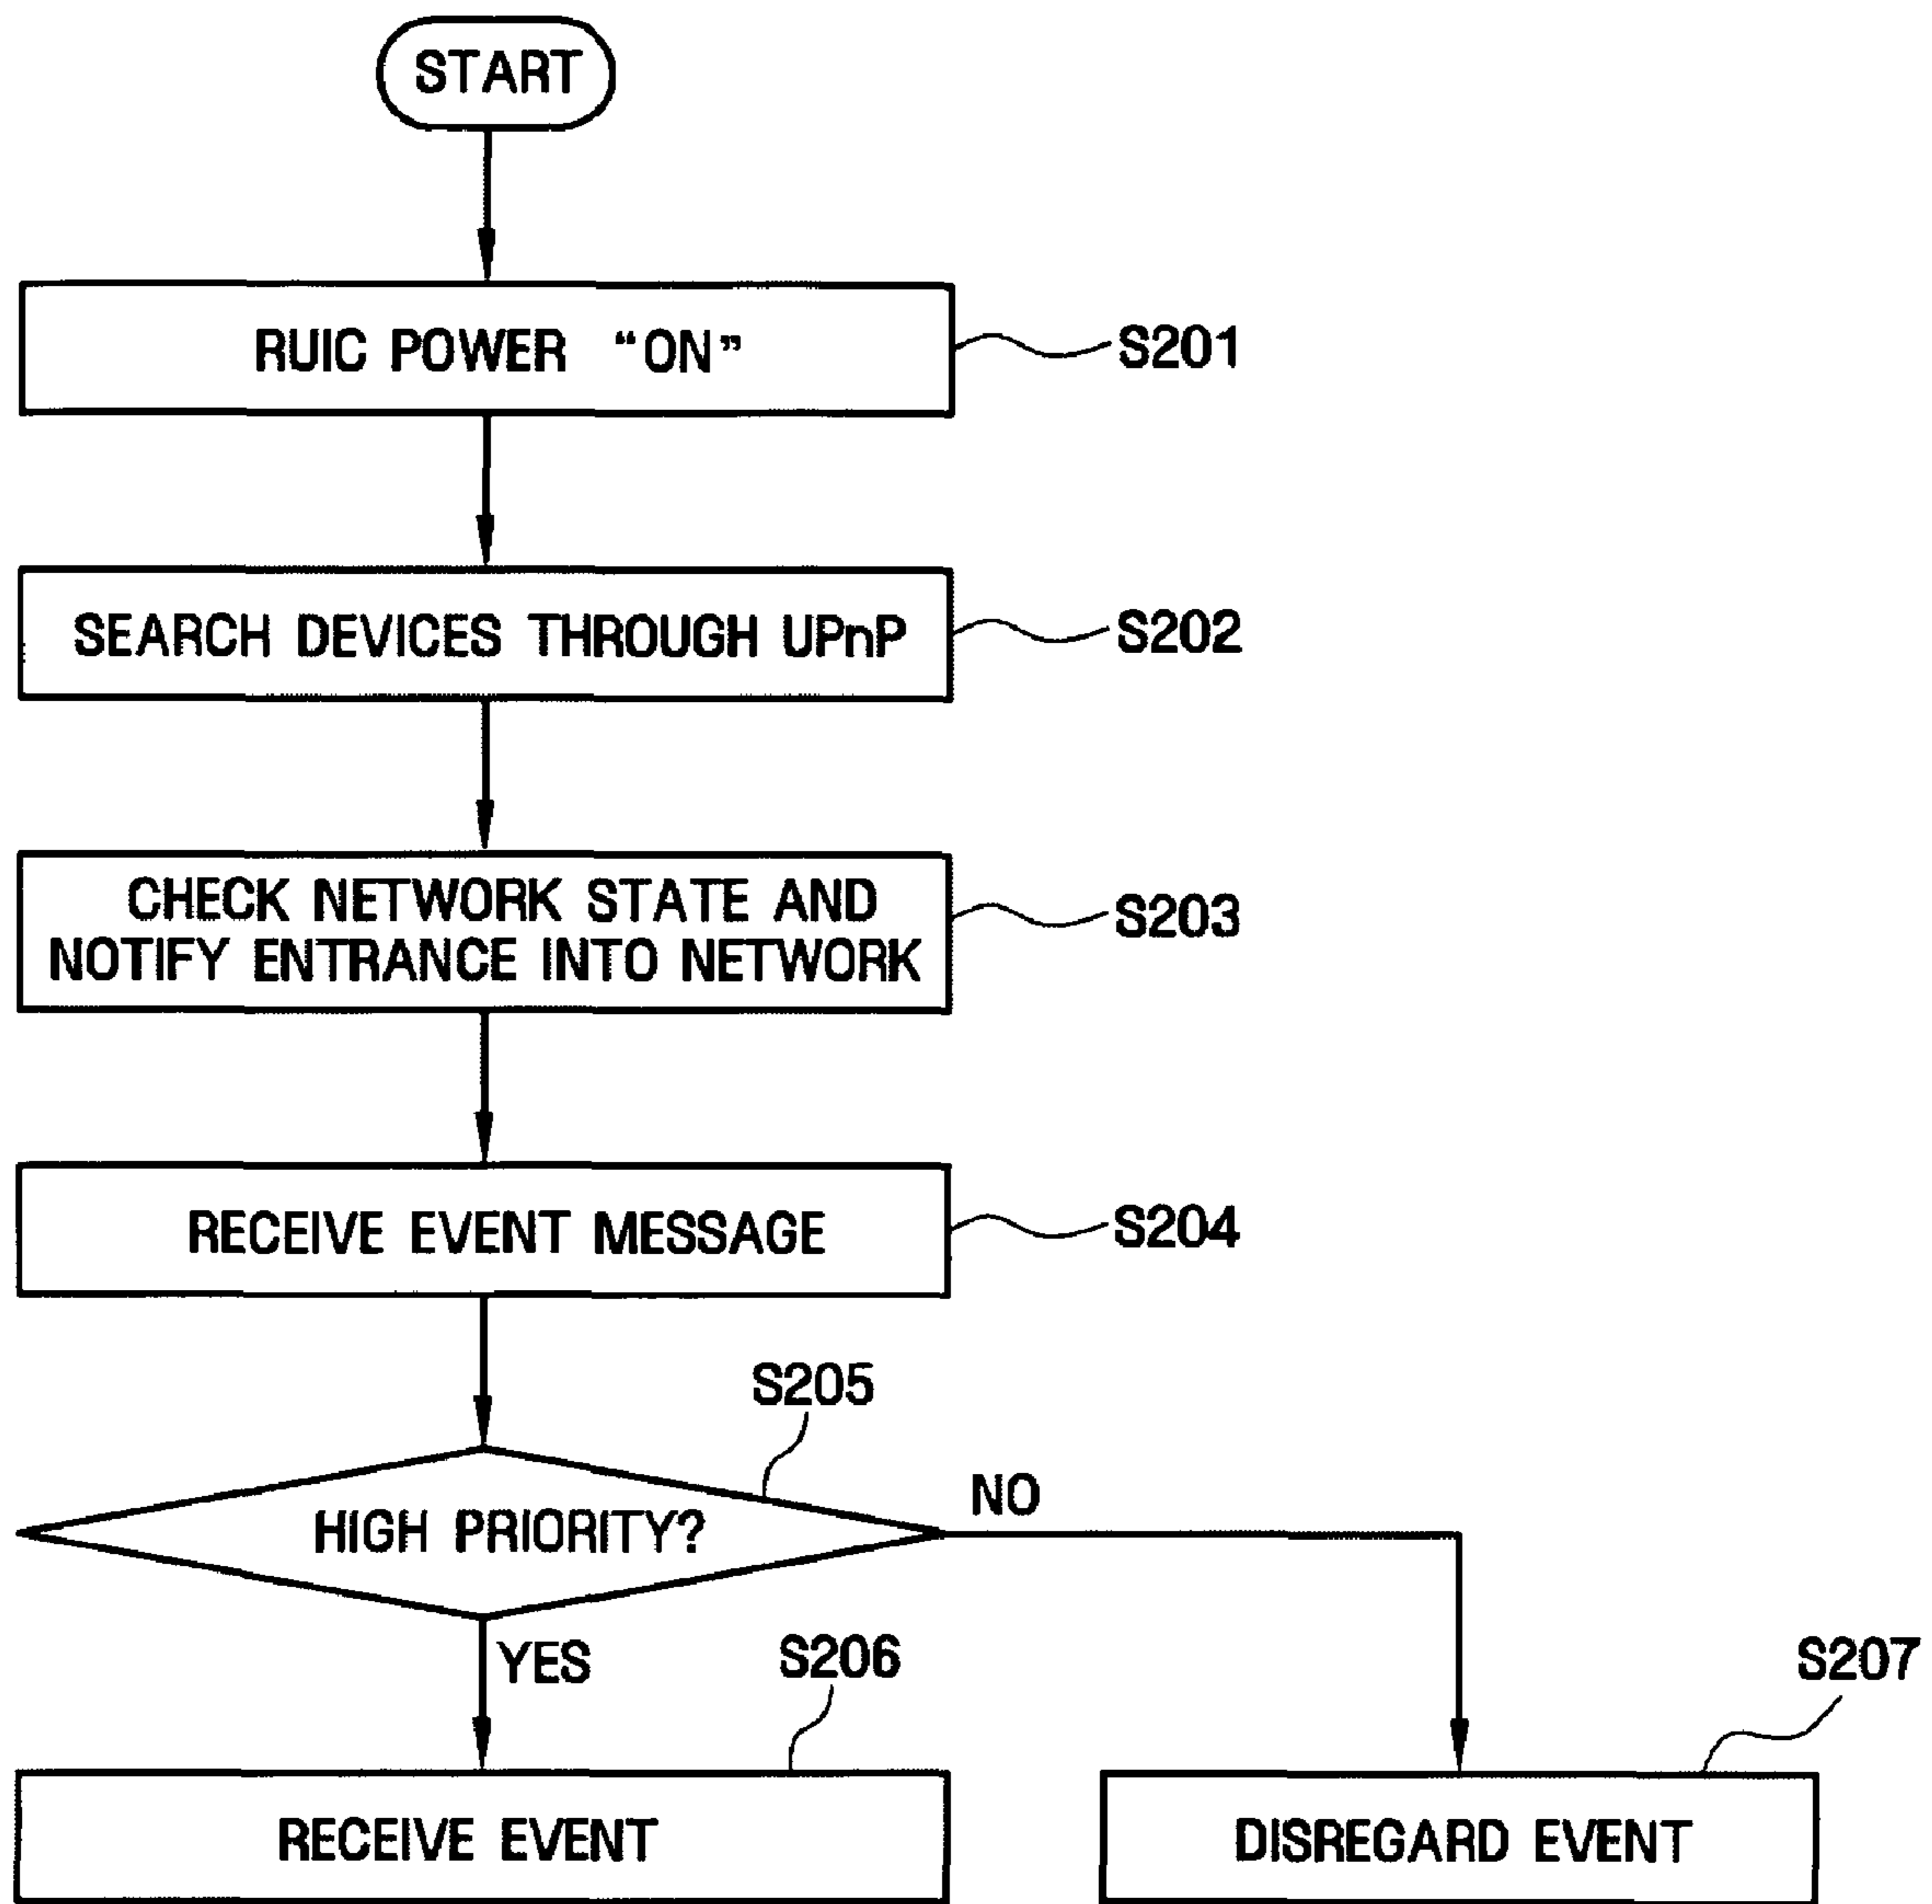 START
RUIC POWER “ON”
S201
SEARCH DEVICES THROUGH UPnP
S202
CHECK NETWORK STATE AND
NOTIFY ENTRANCE INTO NETWORK
S203
RECEIVE EVENT MESSAGE
S204
S205
HIGH PRIORITY?
NO
YES
S206
S207
RECEIVE EVENT
DISREGARD EVENT